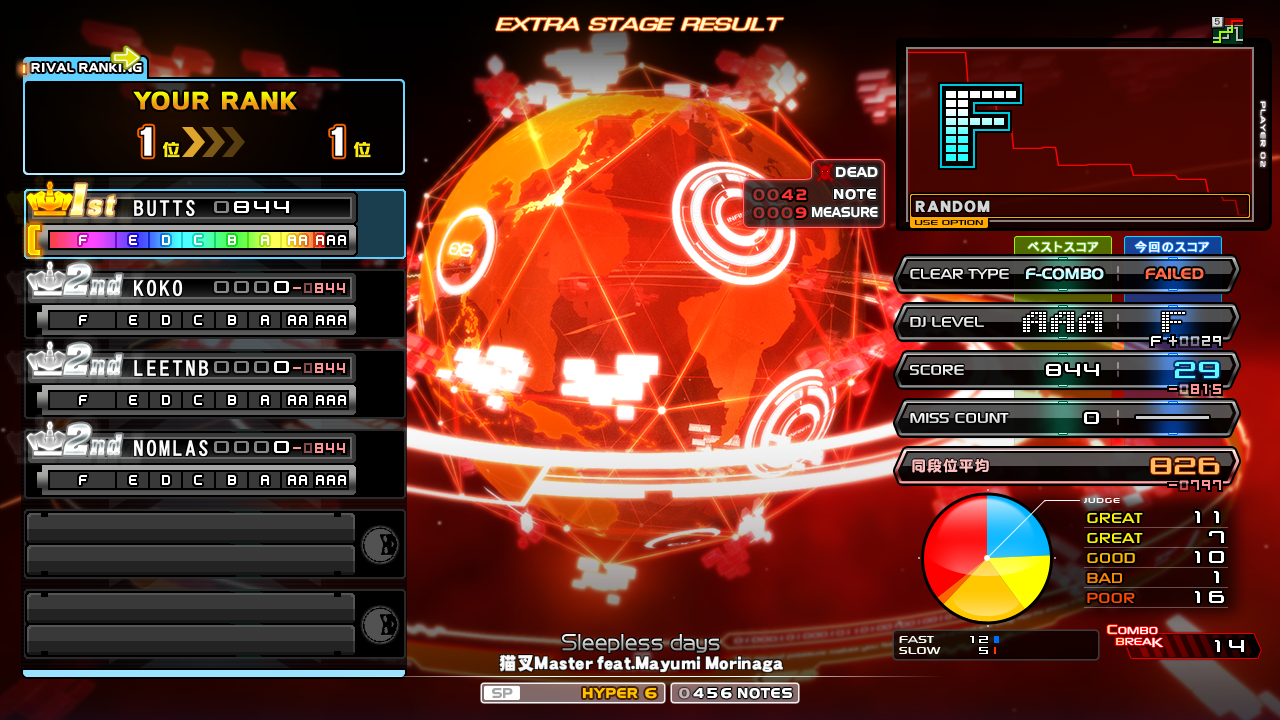 EXTRA STAGE RESULT
RIVAL RANKING
YOUR RANK
1位 1位
1st BUTTS 0844
F E D C B A AA AAA
2nd KOKO 0000 -0844
F E D C B A AA AAA
2nd LEETNB 0000 -0844
F E D C B A AA AAA
2nd NOMLAS 0000 -0844
F E D C B A AA AAA
DEAD
0042 NOTE
0009 MEASURE
5
F
PLAYER 02
RANDOM
USE OPTION
ベストスコア 今回のスコア
CLEAR TYPE F-COMBO FAILED
DJ LEVEL AAA F
F +0029
SCORE 844 29
-0815
MISS COUNT 0
同段位平均 826
-0797
JUDGE
GREAT 11
GREAT 7
GOOD 10
BAD 1
POOR 16
FAST 12
SLOW 5
COMBO BREAK 14
Sleepless days
猫叉Master feat.Mayumi Morinaga
SP HYPER 6 0456 NOTES